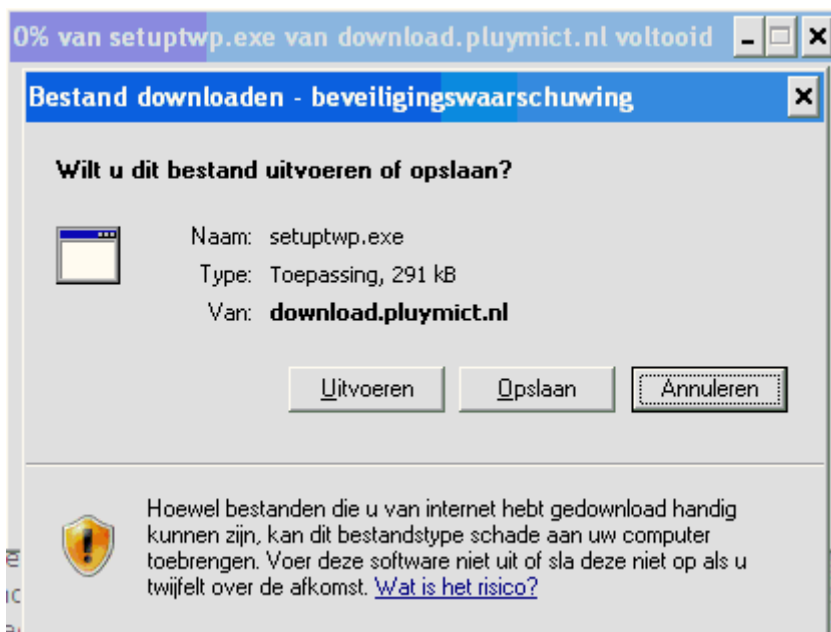 0% van setuptwp.exe van download.pluymict.nl voltooid
Bestand downloaden - beveiligingswaarschuwing
Wilt u dit bestand uitvoeren of opslaan?
Naam: setuptwp.exe
Type: Toepassing, 291 kB
Van: download.pluymict.nl
Uitvoeren Opslaan Annuleren
Hoewel bestanden die u van internet hebt gedownload handig
kunnen zijn, kan dit bestandstype schade aan uw computer
toebrengen. Voer deze software niet uit of sla deze niet op als u
twijfelt over de afkomst. Wat is het risico?